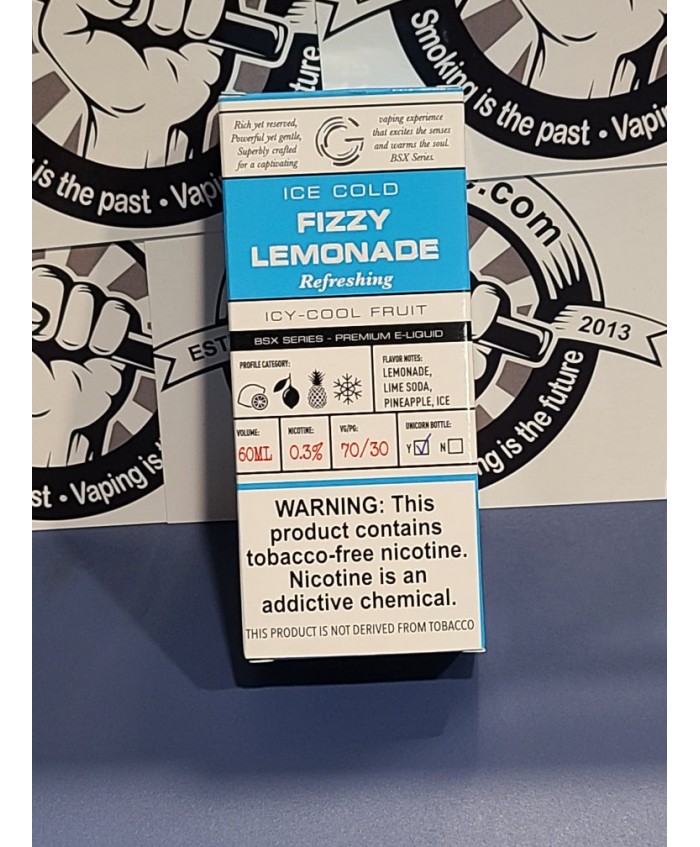 ture
Smoking is the past • Vapi
is the past • Vapi
.com
EST
2013
ng is the future
st • Vaping is
Rich yet reserved,
Powerful yet gentle,
Superbly crafted
for a captivating
vaping experience
that excites the senses
and warms the soul.
BSX Series.
ICE COLD
FIZZY
LEMONADE
Refreshing
ICY-COOL FRUIT
BSX SERIES - PREMIUM E-LIQUID
PROFILE CATEGORY:
FLAVOR NOTES:
LEMONADE,
LIME SODA,
PINEAPPLE, ICE
VOLUME:
60ML
NICOTINE:
0.3%
VG/PG:
70/30
UNICORN BOTTLE:
Y N
WARNING: This
product contains
tobacco-free nicotine.
Nicotine is an
addictive chemical.
THIS PRODUCT IS NOT DERIVED FROM TOBACCO